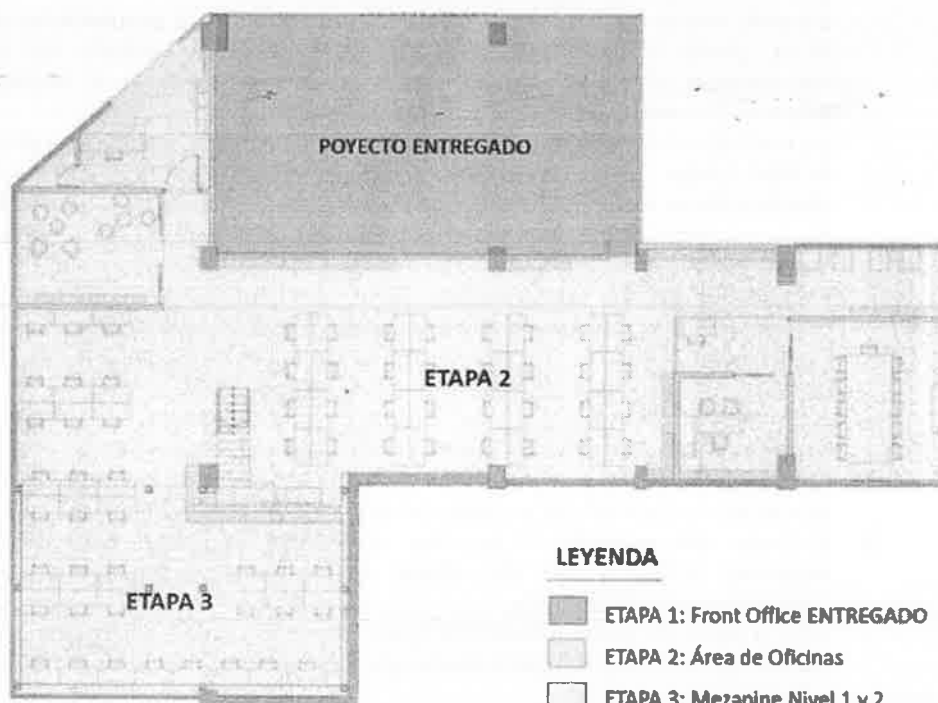 POYECTO ENTREGADO
ETAPA 2
ETAPA 3
LEYENDA
ETAPA 1: Front Office ENTREGADO
ETAPA 2: Área de Oficinas
ETAPA 3: Mezanine Nivel 1 y 2